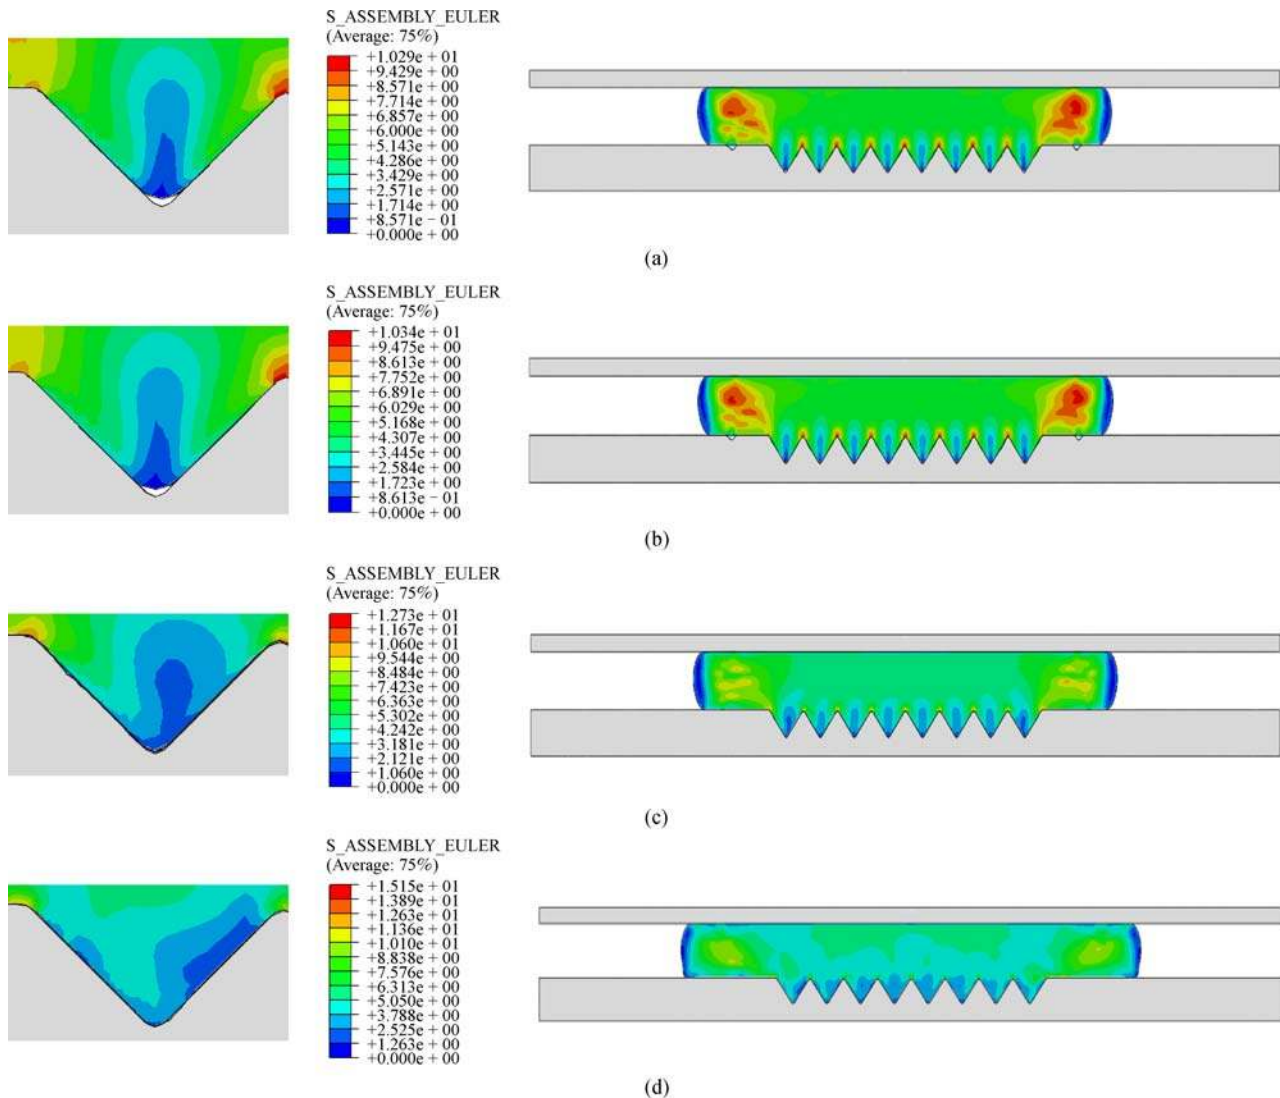 S_ASSEMBLY_EULER
(Average: 75%)
+1.029e + 01
+9.429e + 00
+8.571e + 00
+7.714e + 00
+6.857e + 00
+6.000e + 00
+5.143e + 00
+4.286e + 00
+3.429e + 00
+2.571e + 00
+1.714e + 00
+8.571e − 01
+0.000e + 00
(a)
S_ASSEMBLY_EULER
(Average: 75%)
+1.034e + 01
+9.475e + 00
+8.613e + 00
+7.752e + 00
+6.891e + 00
+6.029e + 00
+5.168e + 00
+4.307e + 00
+3.445e + 00
+2.584e + 00
+1.723e + 00
+8.613e − 01
+0.000e + 00
(b)
S_ASSEMBLY_EULER
(Average: 75%)
+1.273e + 01
+1.167e + 01
+1.060e + 01
+9.544e + 00
+8.484e + 00
+7.423e + 00
+6.363e + 00
+5.302e + 00
+4.242e + 00
+3.181e + 00
+2.121e + 00
+1.060e + 00
+0.000e + 00
(c)
S_ASSEMBLY_EULER
(Average: 75%)
+1.515e + 01
+1.389e + 01
+1.263e + 01
+1.136e + 01
+1.010e + 01
+8.838e + 00
+7.576e + 00
+6.313e + 00
+5.050e + 00
+3.788e + 00
+2.525e + 00
+1.263e + 00
+0.000e + 00
(d)